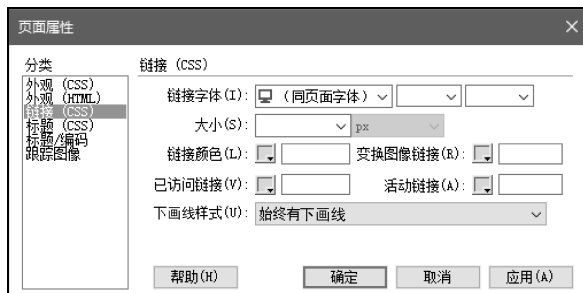 页面属性
分类
外观 (CSS)
外观 (HTML)
链接 (CSS)
标题 (CSS)
标题/编码
跟踪图像
链接 (CSS)
链接字体(I): (同页面字体)
大小(S): px
链接颜色(L): 变换图像链接(R):
已访问链接(V): 活动链接(A):
下画线样式(U): 始终有下画线
帮助(H) 确定 取消 应用(A)